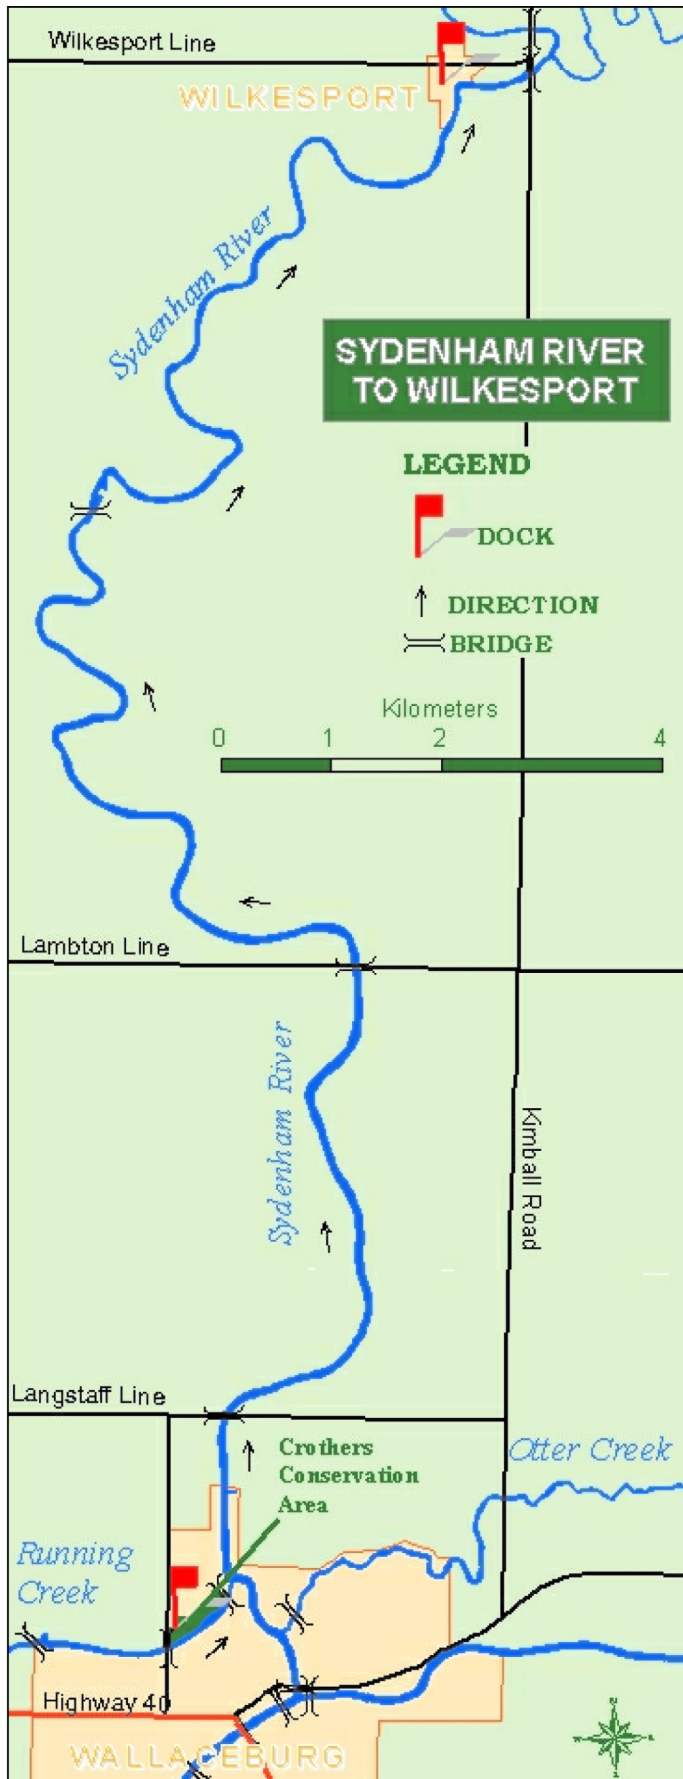 Wilkesport Line
WILKESPORT
Sydenham River
SYDENHAM RIVER
TO WILKESPORT
LEGEND
DOCK
DIRECTION
BRIDGE
Kilometers
0 1 2 4
Lambton Line
Sydenham River
Kimball Road
Langstaff Line
Crothers
Conservation
Area
Otter Creek
Running
Creek
Highway 40
WALLACEBURG
N